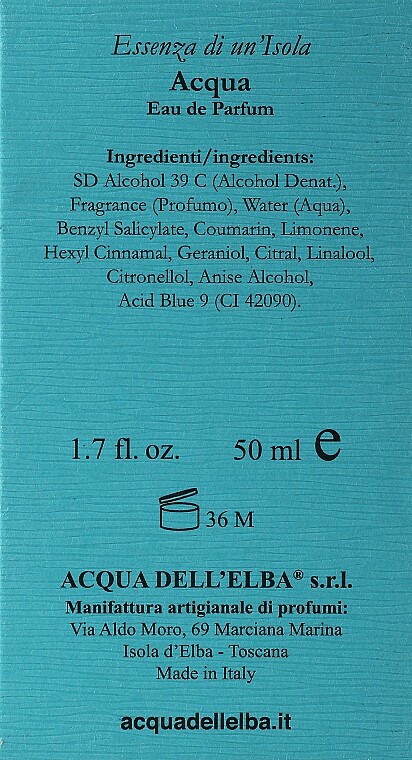 Essenza di un'Isola
Acqua
Eau de Parfum
Ingredienti/ingredients:
SD Alcohol 39 C (Alcohol Denat.),
Fragrance (Profumo), Water (Aqua),
Benzyl Salicylate, Coumarin, Limonene,
Hexyl Cinnamal, Geraniol, Citral, Linalool,
Citronellol, Anise Alcohol,
Acid Blue 9 (CI 42090).
1.7 fl. oz. 50 ml e
36 M
ACQUA DELL'ELBA® s.r.l.
Manifattura artigianale di profumi:
Via Aldo Moro, 69 Marciana Marina
Isola d'Elba - Toscana
Made in Italy
acquadellelba.it